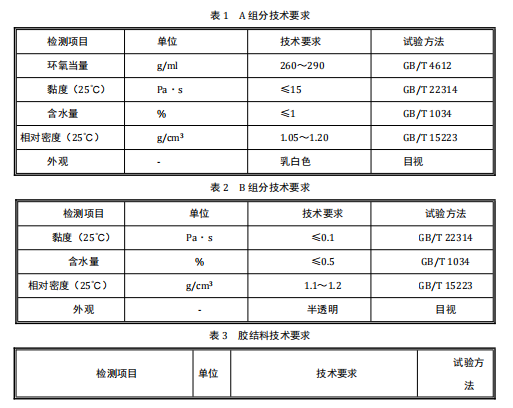 表 1 A 组分技术要求
检测项目 单位 技术要求 试验方法
环氧当量 g/ml 260～290 GB/T 4612
黏度（25℃） Pa·s ≤15 GB/T 22314
含水量 % ≤1 GB/T 1034
相对密度（25℃） g/cm³ 1.05～1.20 GB/T 15223
外观 - 乳白色 目视
表 2 B 组分技术要求
检测项目 单位 技术要求 试验方法
黏度（25℃） Pa·s ≤0.1 GB/T 22314
含水量 % ≤0.5 GB/T 1034
相对密度（25℃） g/cm³ 1.1～1.2 GB/T 15223
外观 - 半透明 目视
表 3 胶结料技术要求
检测项目 单位 技术要求 试验方
法